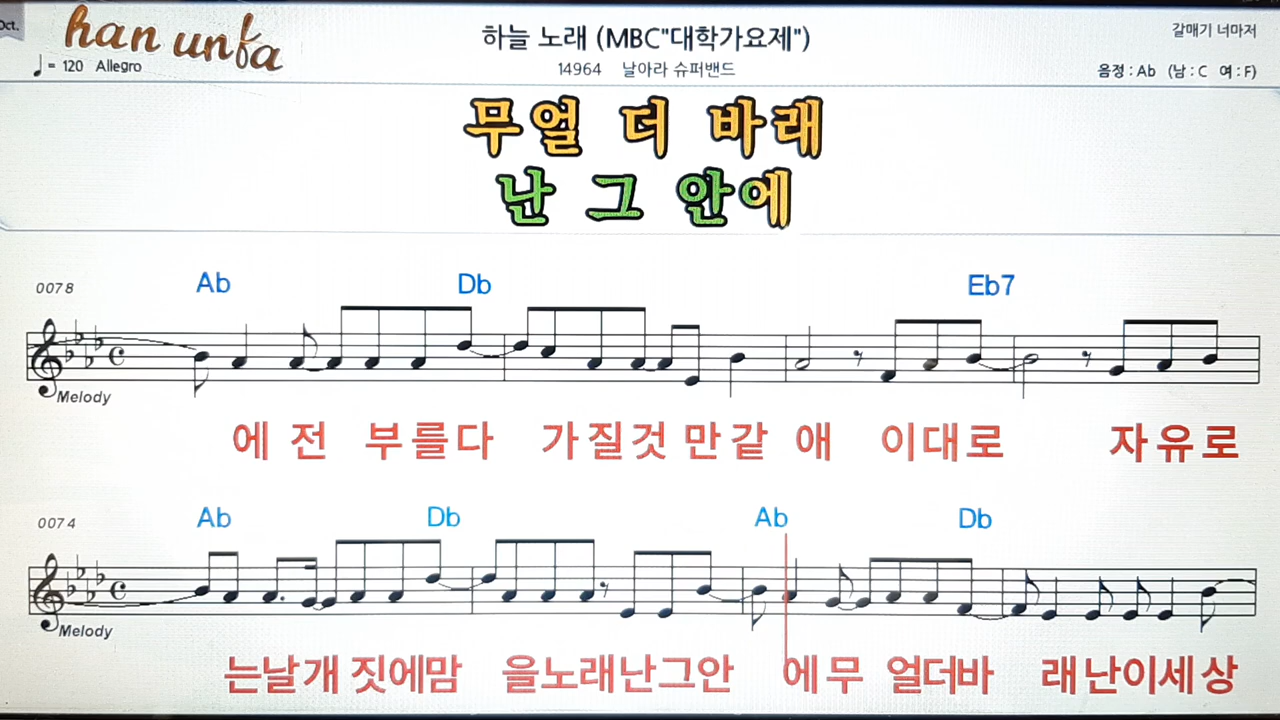 Oct.
han unfa
하늘 노래 (MBC"대학가요제")
갈매기 너마저
♩= 120 Allegro
14964 날아라 슈퍼밴드
음정 : Ab (남 : C 여 : F)
무얼 더 바래
난 그 안에
0078
Ab Db Eb7
Melody
에 전 부를다 가질것 만같 애 이대로 자유로
0074
Ab Db Ab Db
Melody
는날개 짓에맘 을노래난그안 에무 얼더바 래난이세상